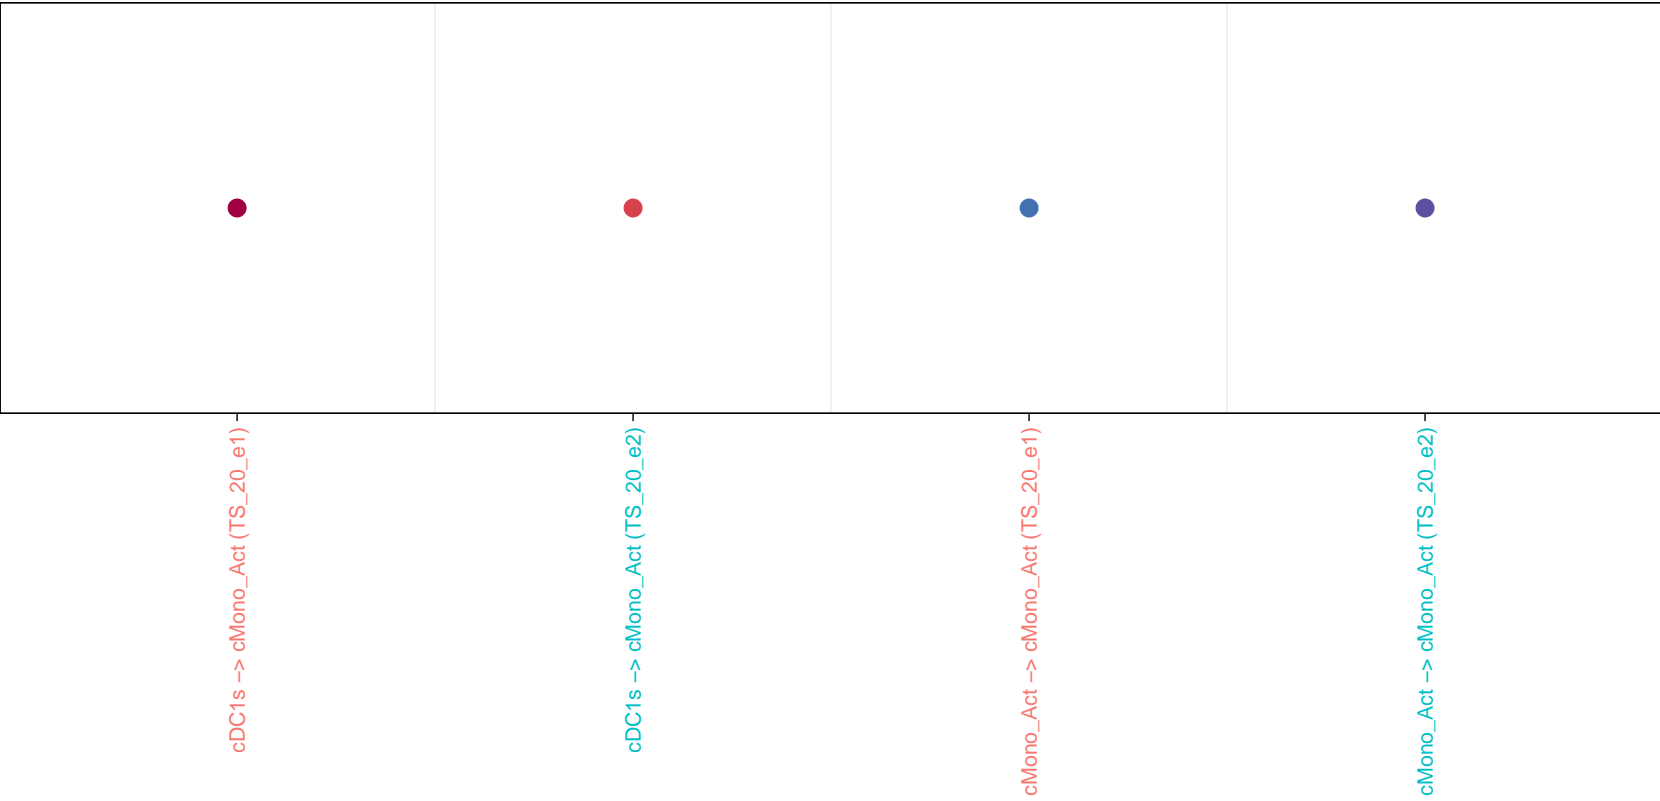 cDC1s –> cMono_Act (TS_20_e1)
cDC1s –> cMono_Act (TS_20_e2)
cMono_Act –> cMono_Act (TS_20_e1)
cMono_Act –> cMono_Act (TS_20_e2)